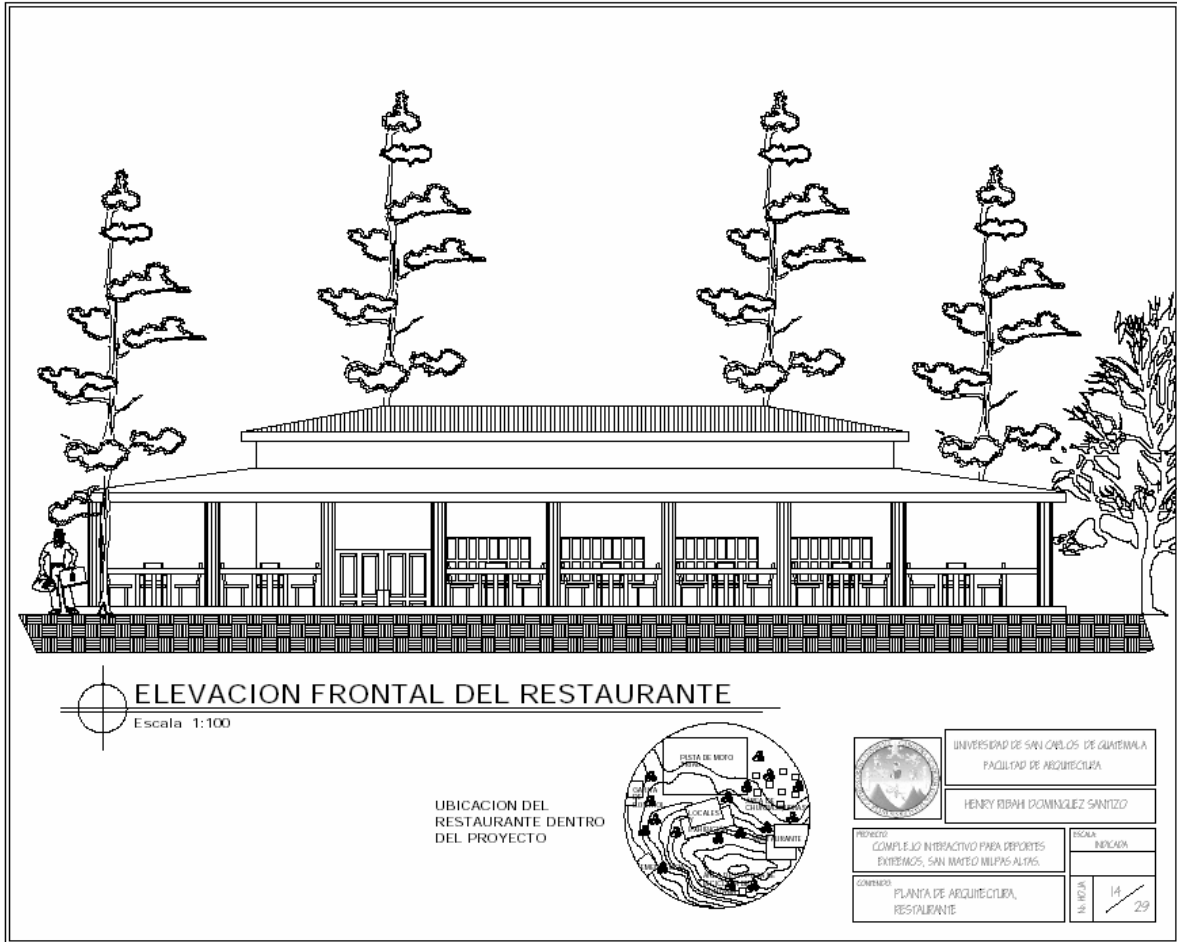 ELEVACION FRONTAL DEL RESTAURANTE
Escala 1:100
UBICACION DEL
RESTAURANTE DENTRO
DEL PROYECTO
PISTA DE MOTO
LOCALES
UNIVERSIDAD DE SAN CARLOS DE GUATEMALA
FACULTAD DE ARQUITECTURA
HENRY RIBAH DOMINGUEZ SANTIZO
PROYECTO:
COMPLEJO INTERACTIVO PARA DEPORTES
EXTREMOS, SAN MATEO MILPAS ALTAS.
ESCALA:
INDICADA
CONTENIDO:
PLANTA DE ARQUITECTURA,
RESTAURANTE
No. HOJA
14
29